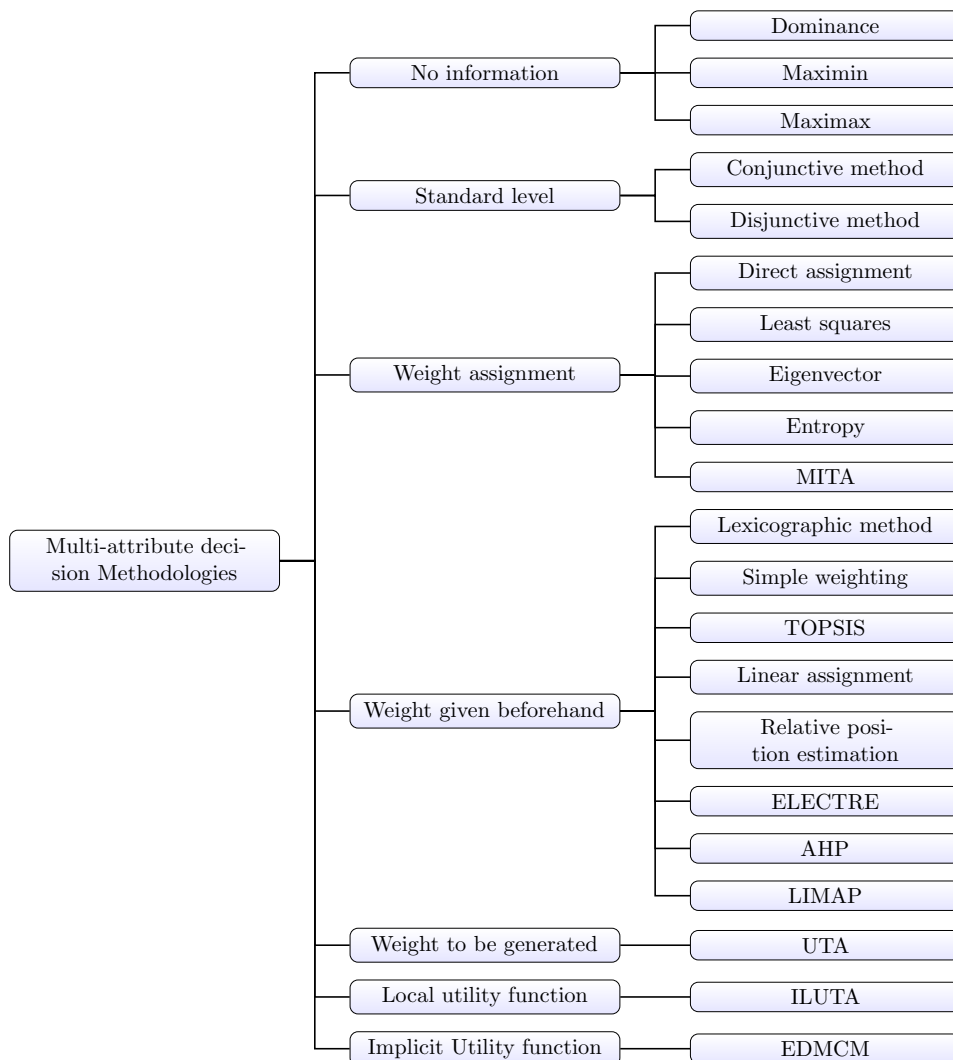 Multi-attribute deci-
sion Methodologies
No information
Dominance
Maximin
Maximax
Standard level
Conjunctive method
Disjunctive method
Weight assignment
Direct assignment
Least squares
Eigenvector
Entropy
MITA
Weight given beforehand
Lexicographic method
Simple weighting
TOPSIS
Linear assignment
Relative posi-
tion estimation
ELECTRE
AHP
LIMAP
Weight to be generated
UTA
Local utility function
ILUTA
Implicit Utility function
EDMCM